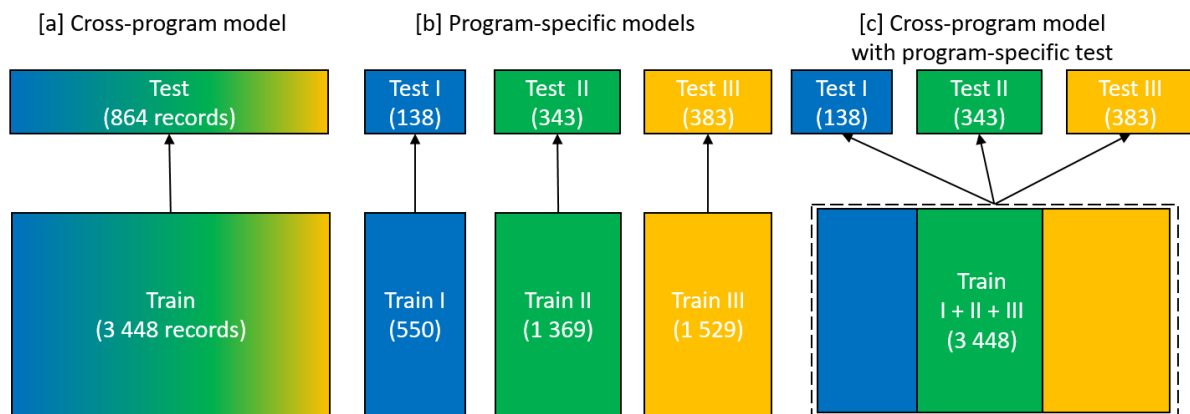 [a] Cross-program model
Test
(864 records)
Train
(3 448 records)
[b] Program-specific models
Test I
(138)
Test II
(343)
Test III
(383)
Train I
(550)
Train II
(1 369)
Train III
(1 529)
[c] Cross-program model
with program-specific test
Test I
(138)
Test II
(343)
Test III
(383)
Train
I + II + III
(3 448)